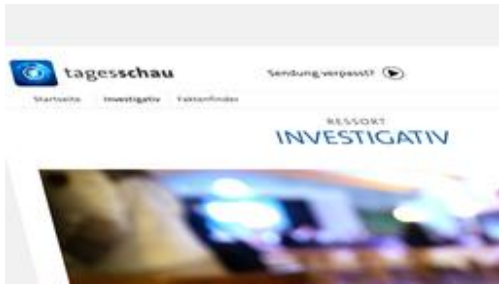 tagesschau
Sendung verpasst?
Startseite Investigativ Faktenfinder
RESSORT
INVESTIGATIV